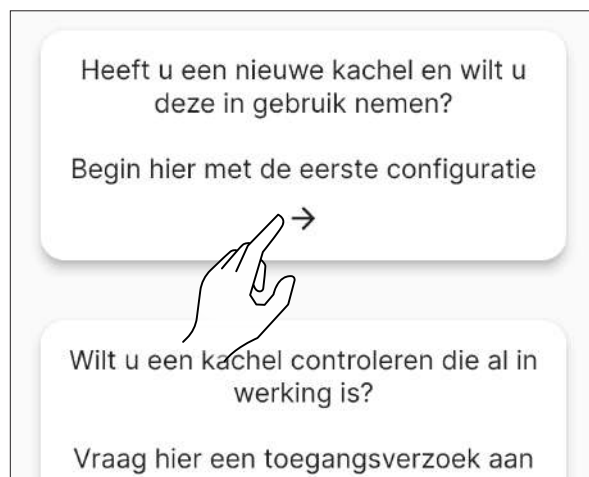 Heeft u een nieuwe kachel en wilt u
deze in gebruik nemen?
Begin hier met de eerste configuratie
→
Wilt u een kachel controleren die al in
werking is?
Vraag hier een toegangsverzoek aan